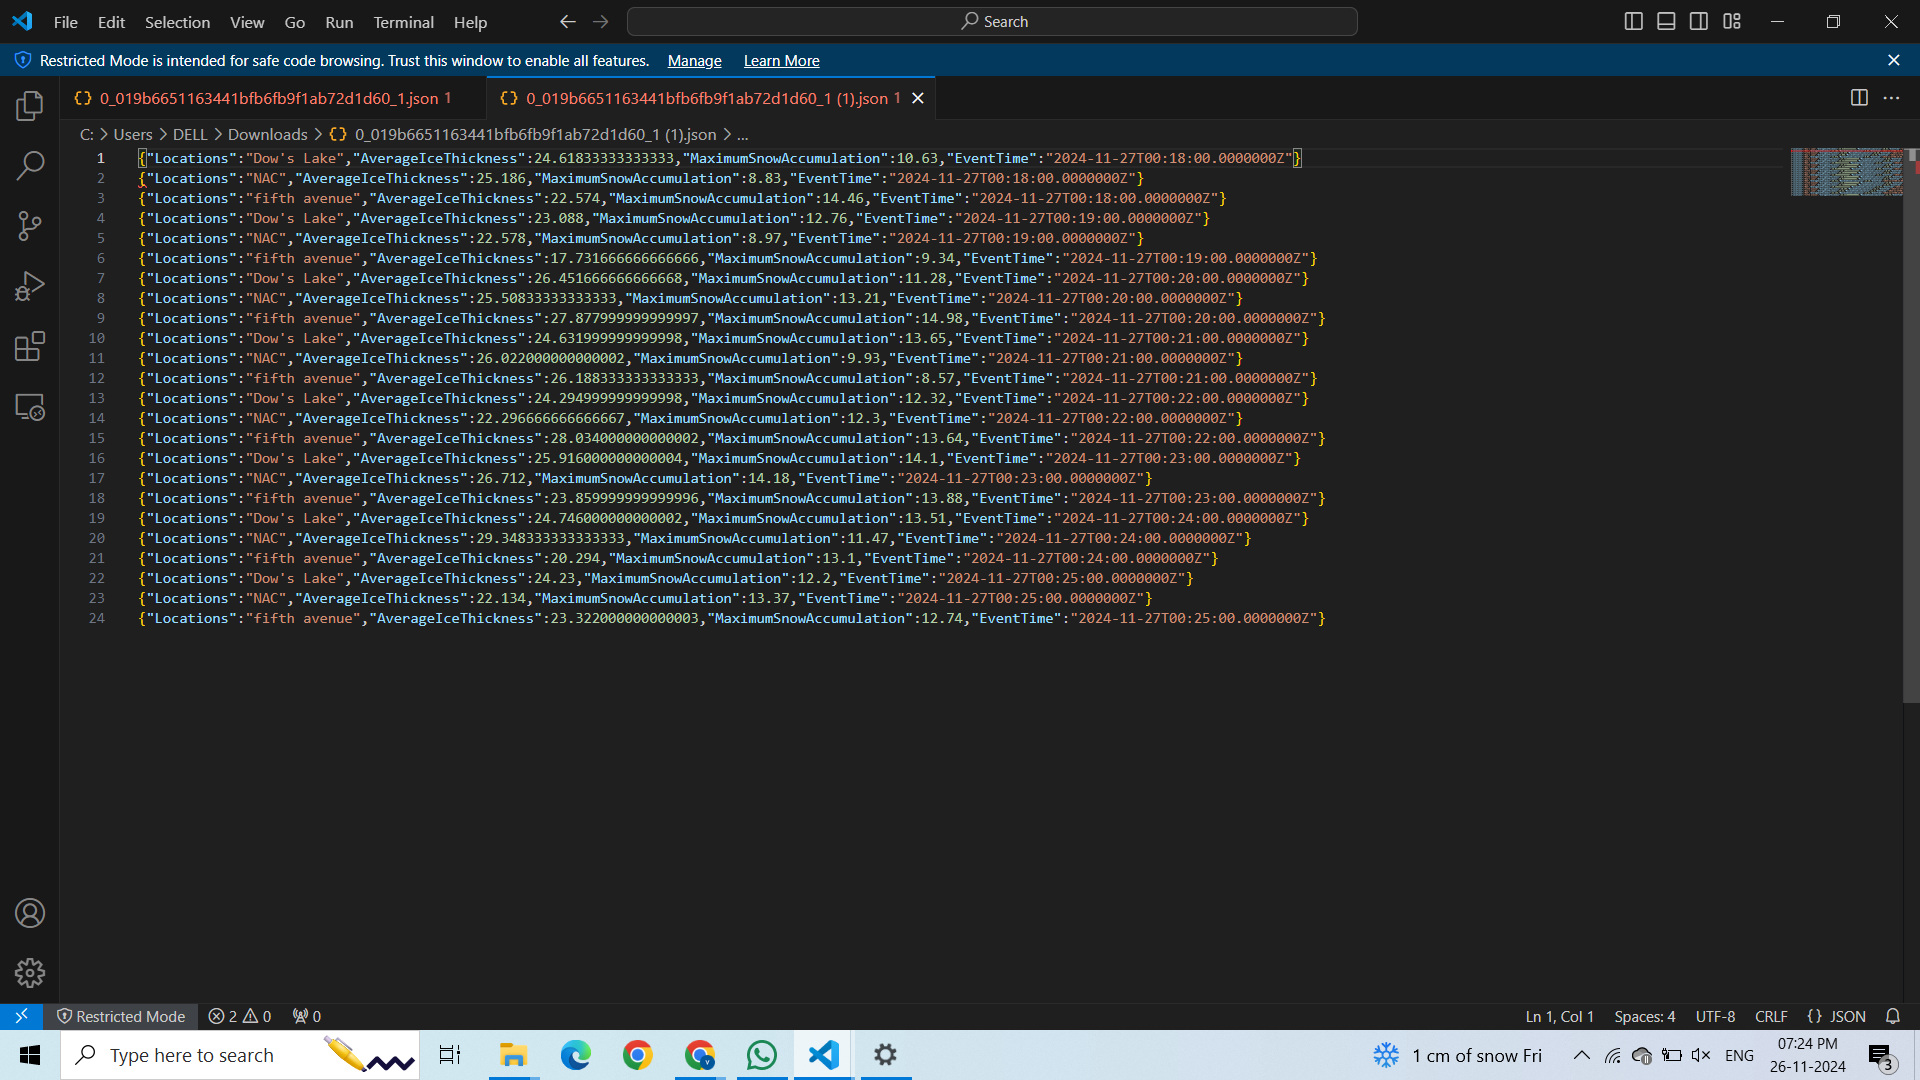 File Edit Selection View Go Run Terminal Help Search
Restricted Mode is intended for safe code browsing. Trust this window to enable all features. Manage Learn More
0_019b6651163441bfb6fb9f1ab72d1d60_1.json 1 0_019b6651163441bfb6fb9f1ab72d1d60_1 (1).json 1
C: > Users > DELL > Downloads > {} 0_019b6651163441bfb6fb9f1ab72d1d60_1 (1).json > ...
1 {"Locations":"Dow's Lake","AverageIceThickness":24.61833333333333,"MaximumSnowAccumulation":10.63,"EventTime":"2024-11-27T00:18:00.0000000Z"}
2 {"Locations":"NAC","AverageIceThickness":25.186,"MaximumSnowAccumulation":8.83,"EventTime":"2024-11-27T00:18:00.0000000Z"}
3 {"Locations":"fifth avenue","AverageIceThickness":22.574,"MaximumSnowAccumulation":14.46,"EventTime":"2024-11-27T00:18:00.0000000Z"}
4 {"Locations":"Dow's Lake","AverageIceThickness":23.088,"MaximumSnowAccumulation":12.76,"EventTime":"2024-11-27T00:19:00.0000000Z"}
5 {"Locations":"NAC","AverageIceThickness":22.578,"MaximumSnowAccumulation":8.97,"EventTime":"2024-11-27T00:19:00.0000000Z"}
6 {"Locations":"fifth avenue","AverageIceThickness":17.731666666666666,"MaximumSnowAccumulation":9.34,"EventTime":"2024-11-27T00:19:00.0000000Z"}
7 {"Locations":"Dow's Lake","AverageIceThickness":26.451666666666668,"MaximumSnowAccumulation":11.28,"EventTime":"2024-11-27T00:20:00.0000000Z"}
8 {"Locations":"NAC","AverageIceThickness":25.50833333333333,"MaximumSnowAccumulation":13.21,"EventTime":"2024-11-27T00:20:00.0000000Z"}
9 {"Locations":"fifth avenue","AverageIceThickness":27.877999999999997,"MaximumSnowAccumulation":14.98,"EventTime":"2024-11-27T00:20:00.0000000Z"}
10 {"Locations":"Dow's Lake","AverageIceThickness":24.631999999999998,"MaximumSnowAccumulation":13.65,"EventTime":"2024-11-27T00:21:00.0000000Z"}
11 {"Locations":"NAC","AverageIceThickness":26.022000000000002,"MaximumSnowAccumulation":9.93,"EventTime":"2024-11-27T00:21:00.0000000Z"}
12 {"Locations":"fifth avenue","AverageIceThickness":26.188333333333333,"MaximumSnowAccumulation":8.57,"EventTime":"2024-11-27T00:21:00.0000000Z"}
13 {"Locations":"Dow's Lake","AverageIceThickness":24.294999999999998,"MaximumSnowAccumulation":12.32,"EventTime":"2024-11-27T00:22:00.0000000Z"}
14 {"Locations":"NAC","AverageIceThickness":22.296666666666667,"MaximumSnowAccumulation":12.3,"EventTime":"2024-11-27T00:22:00.0000000Z"}
15 {"Locations":"fifth avenue","AverageIceThickness":28.034000000000002,"MaximumSnowAccumulation":13.64,"EventTime":"2024-11-27T00:22:00.0000000Z"}
16 {"Locations":"Dow's Lake","AverageIceThickness":25.916000000000004,"MaximumSnowAccumulation":14.1,"EventTime":"2024-11-27T00:23:00.0000000Z"}
17 {"Locations":"NAC","AverageIceThickness":26.712,"MaximumSnowAccumulation":14.18,"EventTime":"2024-11-27T00:23:00.0000000Z"}
18 {"Locations":"fifth avenue","AverageIceThickness":23.859999999999996,"MaximumSnowAccumulation":13.88,"EventTime":"2024-11-27T00:23:00.0000000Z"}
19 {"Locations":"Dow's Lake","AverageIceThickness":24.746000000000002,"MaximumSnowAccumulation":13.51,"EventTime":"2024-11-27T00:24:00.0000000Z"}
20 {"Locations":"NAC","AverageIceThickness":29.348333333333333,"MaximumSnowAccumulation":11.47,"EventTime":"2024-11-27T00:24:00.0000000Z"}
21 {"Locations":"fifth avenue","AverageIceThickness":20.294,"MaximumSnowAccumulation":13.1,"EventTime":"2024-11-27T00:24:00.0000000Z"}
22 {"Locations":"Dow's Lake","AverageIceThickness":24.23,"MaximumSnowAccumulation":12.2,"EventTime":"2024-11-27T00:25:00.0000000Z"}
23 {"Locations":"NAC","AverageIceThickness":22.134,"MaximumSnowAccumulation":13.37,"EventTime":"2024-11-27T00:25:00.0000000Z"}
24 {"Locations":"fifth avenue","AverageIceThickness":23.322000000000003,"MaximumSnowAccumulation":12.74,"EventTime":"2024-11-27T00:25:00.0000000Z"}
Restricted Mode 2 0 0 Ln 1, Col 1 Spaces: 4 UTF-8 CRLF {} JSON
Type here to search 1 cm of snow Fri ENG 07:24 PM
26-11-2024 3